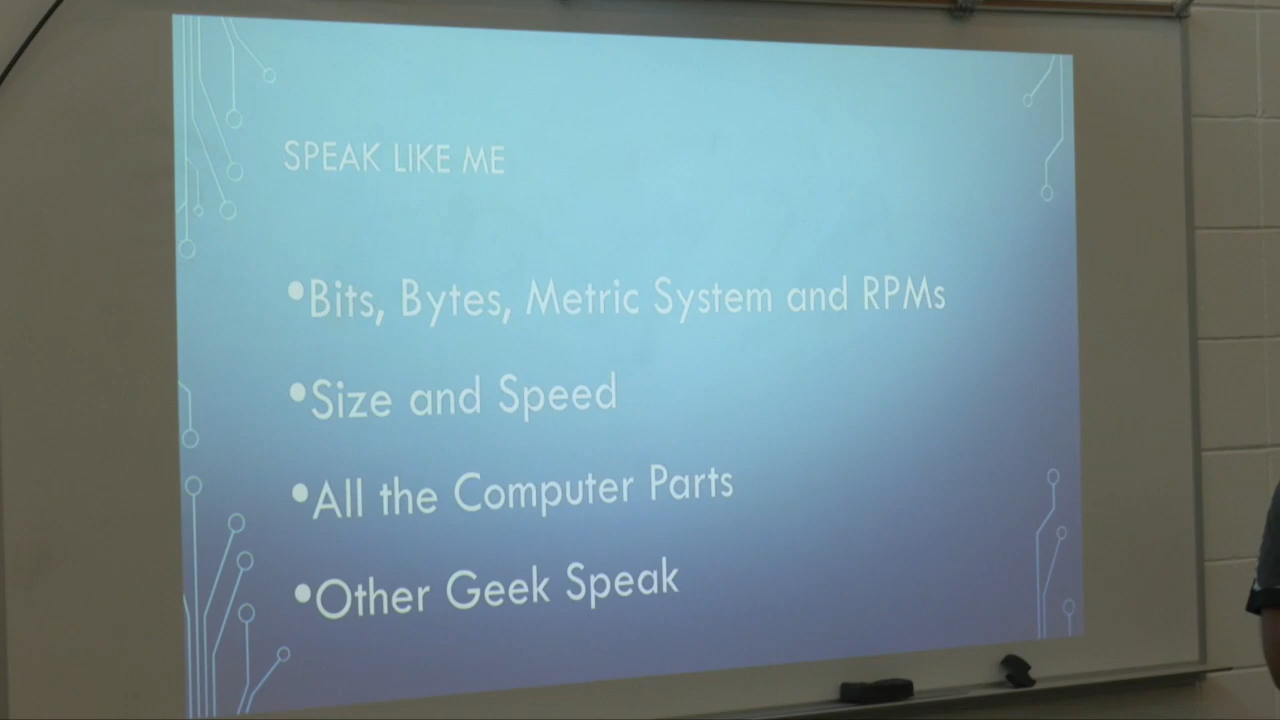 SPEAK LIKE ME
•Bits, Bytes, Metric System and RPMs
•Size and Speed
•All the Computer Parts
•Other Geek Speak